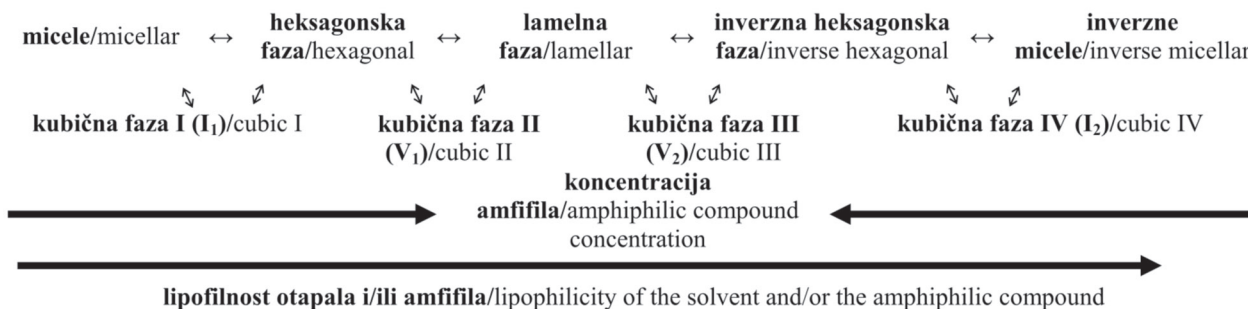 heksagonska lamelna inverzna heksagonska inverzne
micele/micellar ↔ faza/hexagonal ↔ faza/lamellar ↔ faza/inverse hexagonal ↔ micele/inverse micellar
kubična faza I (I₁)/cubic I kubična faza II kubična faza III kubična faza IV (I₂)/cubic IV
(V₁)/cubic II (V₂)/cubic III
koncentracija
amfifila/amphiphilic compound
concentration
lipofilnost otapala i/ili amfifila/lipophilicity of the solvent and/or the amphiphilic compound